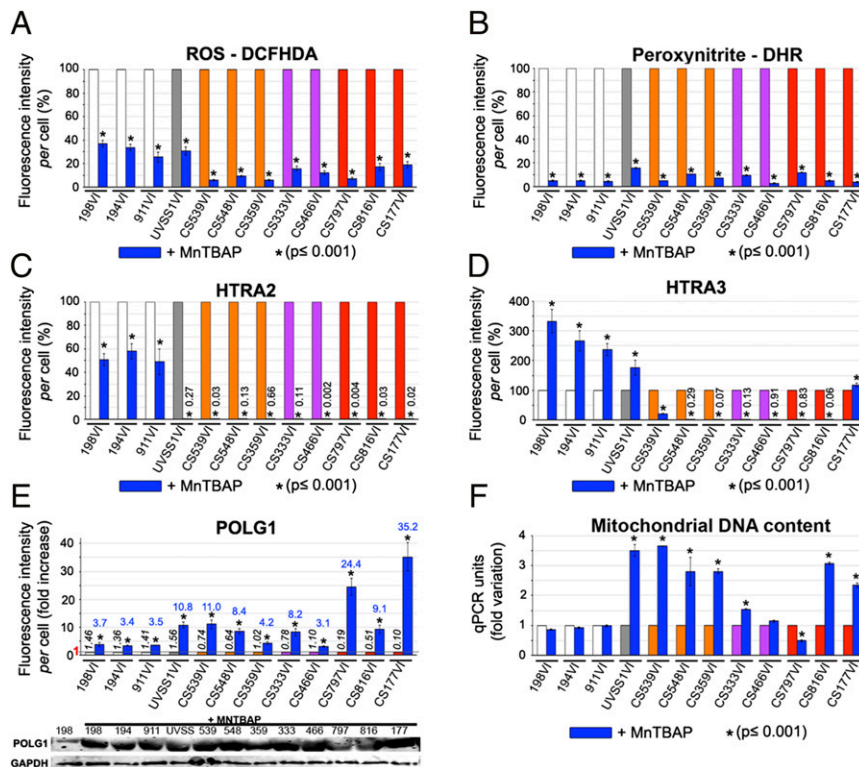 A
ROS - DCFHDA
Fluorescence intensity
per cell (%)
100
80
60
40
20
0
* * * * * * * * * * * *
198VI 194VI 911VI UVSS1VI CS539VI CS548VI CS359VI CS333VI CS466VI CS797VI CS816VI CS177VI
+ MnTBAP *(p≤ 0.001)
B
Peroxynitrite - DHR
Fluorescence intensity
per cell (%)
100
80
60
40
20
0
* * * * * * * * * * * *
198VI 194VI 911VI UVSS1VI CS539VI CS548VI CS359VI CS333VI CS466VI CS797VI CS816VI CS177VI
+ MnTBAP *(p≤ 0.001)
C
HTRA2
Fluorescence intensity
per cell (%)
100
80
60
40
20
0
* * * * * * * * * * * *
0.27 0.03 0.13 0.66 0.11 0.002 0.004 0.03 0.02
198VI 194VI 911VI UVSS1VI CS539VI CS548VI CS359VI CS333VI CS466VI CS797VI CS816VI CS177VI
+ MnTBAP *(p≤ 0.001)
D
HTRA3
Fluorescence intensity
per cell (%)
400
300
200
100
0
* * * * * * * * * * * *
0.29 0.07 0.13 0.91 0.83 0.06
198VI 194VI 911VI UVSS1VI CS539VI CS548VI CS359VI CS333VI CS466VI CS797VI CS816VI CS177VI
+ MnTBAP *(p≤ 0.001)
E
POLG1
Fluorescence intensity
per cell (fold increase)
40
30
20
10
1
3.7 3.4 3.5 10.8 11.0 8.4 4.2 8.2 3.1 24.4 9.1 35.2
* * * * * * * * * * * *
1.46 1.36 1.41 1.56 0.74 0.64 1.02 0.78 1.10 0.19 0.51 0.10
198VI 194VI 911VI UVSS1VI CS539VI CS548VI CS359VI CS333VI CS466VI CS797VI CS816VI CS177VI
+ MNTBAP
198 198 194 911 UVSS 539 548 359 333 466 797 816 177
POLG1
GAPDH
F
Mitochondrial DNA content
qPCR units
(fold variation)
4
3
2
1
0
* * * * * * * *
198VI 194VI 911VI UVSS1VI CS539VI CS548VI CS359VI CS333VI CS466VI CS797VI CS816VI CS177VI
+ MnTBAP *(p≤ 0.001)